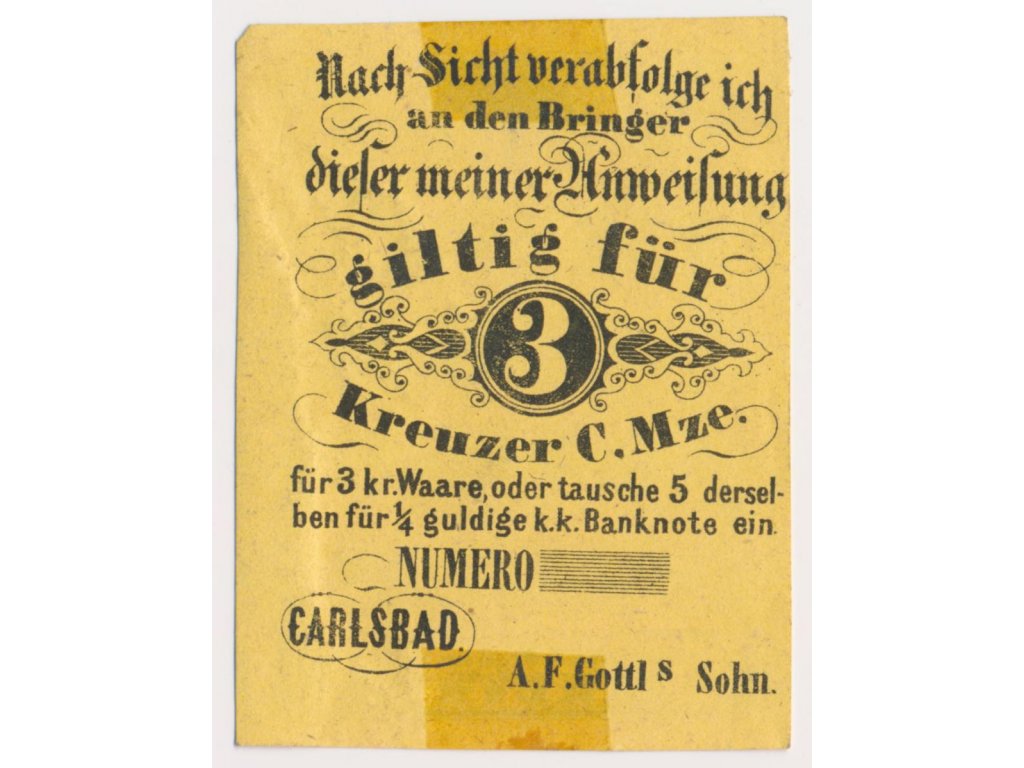 Nach Sicht verabfolge ich
an den Bringer
dieser meiner Anweisung
giltig für
3
Kreuzer C. Mze.
für 3 kr. Waare, oder tausche 5 dersel-
ben für ¼ guldige k.k. Banknote ein.
NUMERO
CARLSBAD.
A. F. Gottl s Sohn.